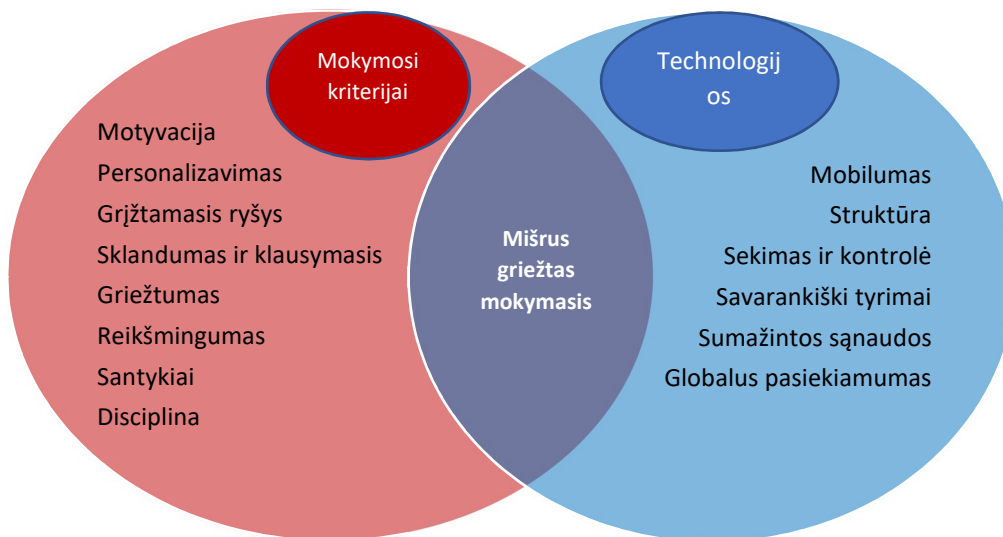 Mokymosi
kriterijai
Motyvacija
Personalizavimas
Grįžtamasis ryšys
Sklandumas ir klausymasis
Griežtumas
Reikšmingumas
Santykiai
Disciplina
Mišrus
griežtas
mokymasis
Technologij
os
Mobilumas
Struktūra
Sekimas ir kontrolė
Savarankiški tyrimai
Sumažintos sąnaudos
Globalus pasiekiamumas